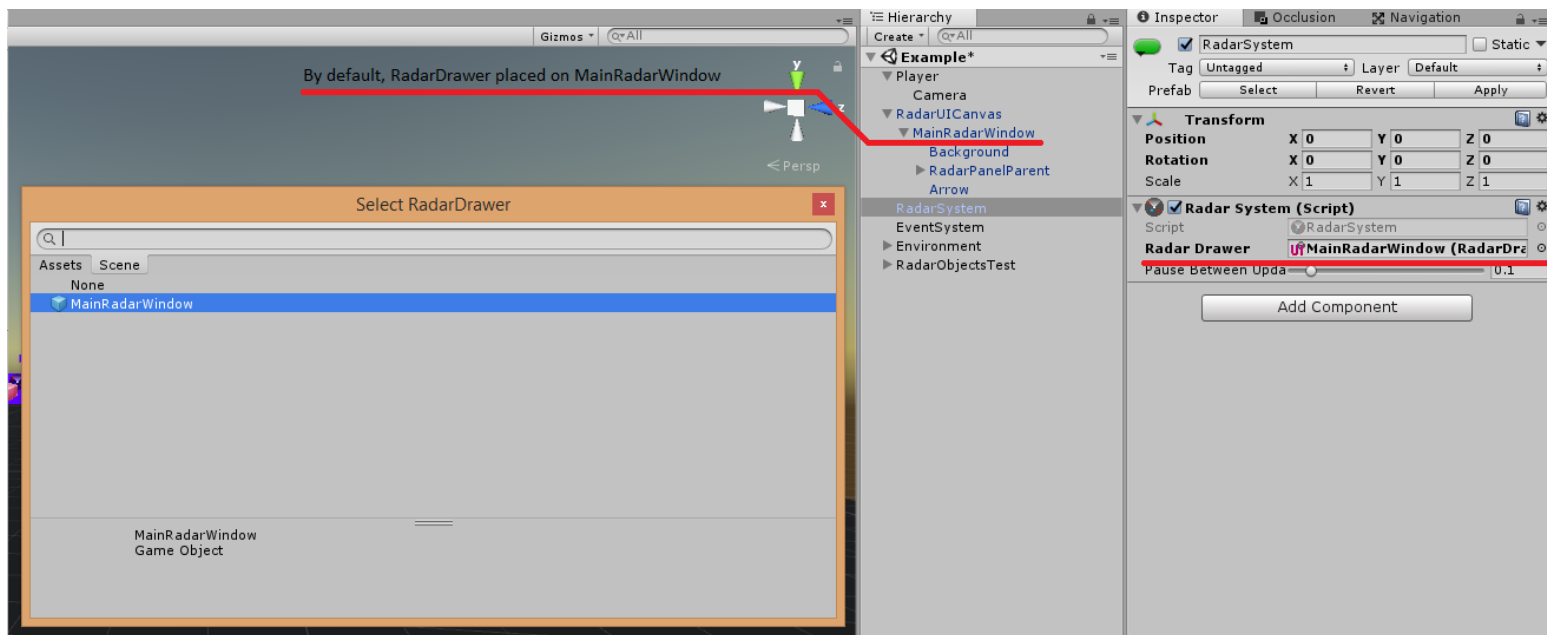 Gizmos All
By default, RadarDrawer placed on MainRadarWindow
y
z
Persp
Select RadarDrawer
x
Assets Scene
None
MainRadarWindow
MainRadarWindow
Game Object
Hierarchy
Create All
Example*
Player
Camera
RadarUICanvas
MainRadarWindow
Background
RadarPanelParent
Arrow
RadarSystem
EventSystem
Environment
RadarObjectsTest
Inspector Occlusion Navigation
RadarSystem Static
Tag Untagged Layer Default
Prefab Select Revert Apply
Transform
Position X 0 Y 0 Z 0
Rotation X 0 Y 0 Z 0
Scale X 1 Y 1 Z 1
Radar System (Script)
Script RadarSystem
Radar Drawer MainRadarWindow (RadarDra
Pause Between Upda 0.1
Add Component